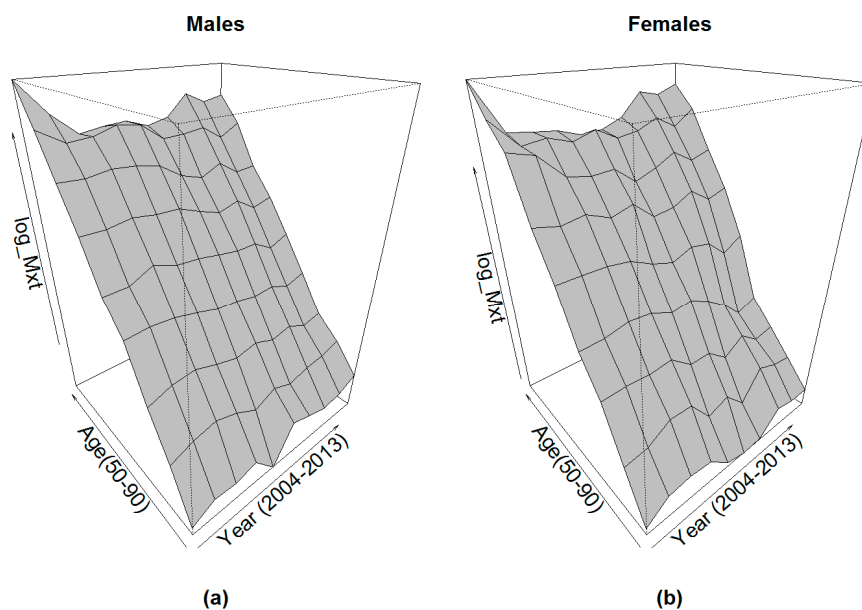 Males
Females
log_Mxt
Age(50-90)
Year (2004-2013)
log_Mxt
Age(50-90)
Year (2004-2013)
(a)
(b)